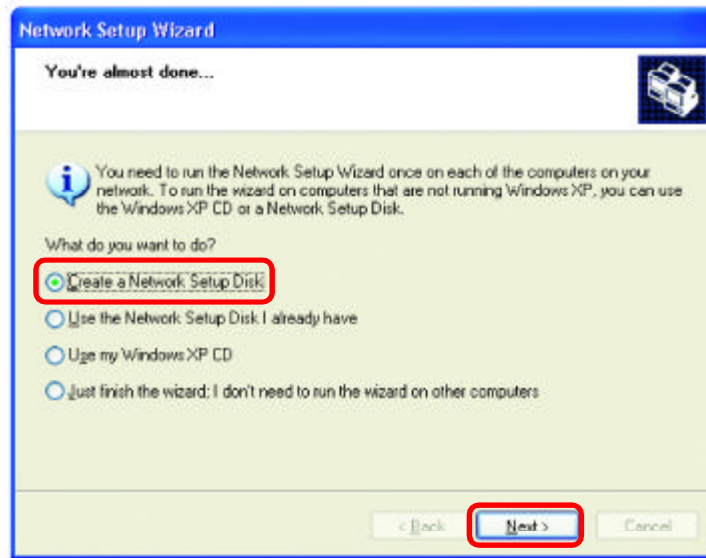 Network Setup Wizard
You're almost done...
You need to run the Network Setup Wizard once on each of the computers on your
network. To run the wizard on computers that are not running Windows XP, you can use
the Windows XP CD or a Network Setup Disk.
What do you want to do?
Create a Network Setup Disk
Use the Network Setup Disk I already have
Use my Windows XP CD
Just finish the wizard; I don't need to run the wizard on other computers
< Back Next > Cancel